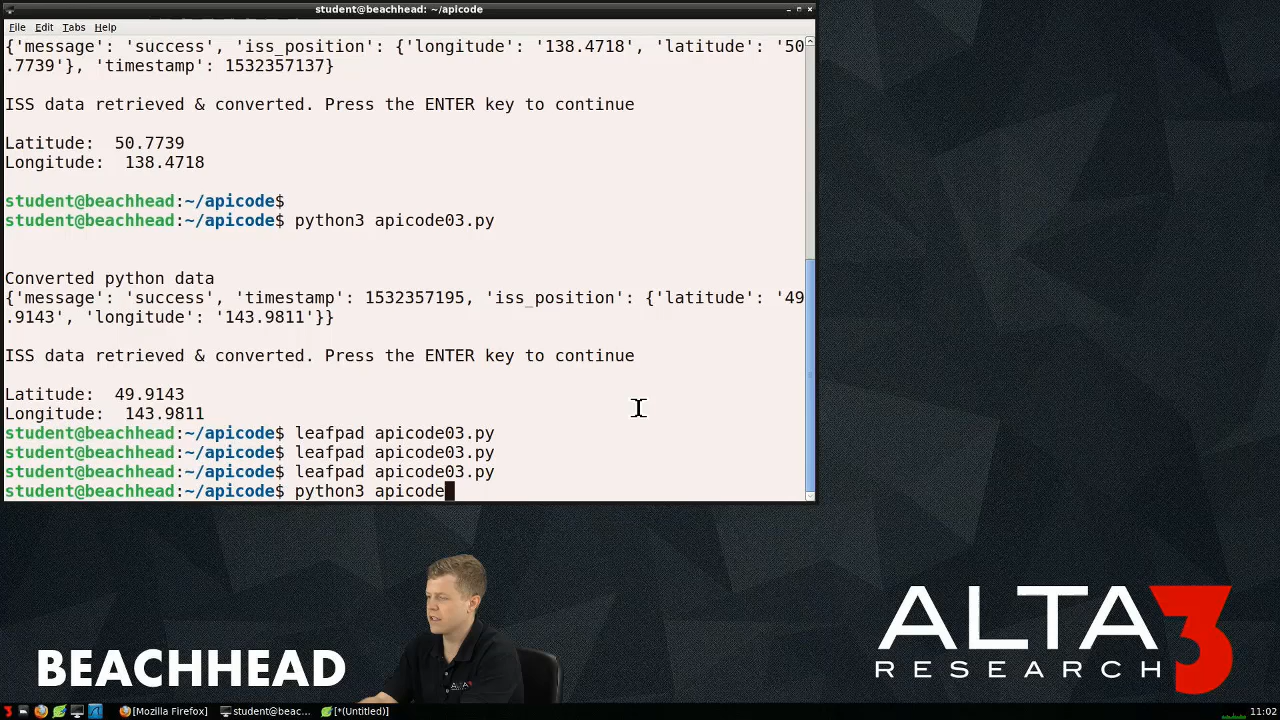 student@beachhead: ~/apicode
File Edit Tabs Help
{'message': 'success', 'iss_position': {'longitude': '138.4718', 'latitude': '50
.7739'}, 'timestamp': 1532357137}
ISS data retrieved & converted. Press the ENTER key to continue
Latitude:  50.7739
Longitude:  138.4718
student@beachhead:~/apicode$
student@beachhead:~/apicode$ python3 apicode03.py
Converted python data
{'message': 'success', 'timestamp': 1532357195, 'iss_position': {'latitude': '49
.9143', 'longitude': '143.9811'}}
ISS data retrieved & converted. Press the ENTER key to continue
Latitude:  49.9143
Longitude:  143.9811
student@beachhead:~/apicode$ leafpad apicode03.py
student@beachhead:~/apicode$ leafpad apicode03.py
student@beachhead:~/apicode$ leafpad apicode03.py
student@beachhead:~/apicode$ python3 apicode
BEACHHEAD
ALTA3
RESEARCH
ALTA3
[Mozilla Firefox] student@beac... [*(Untitled)] 11:02